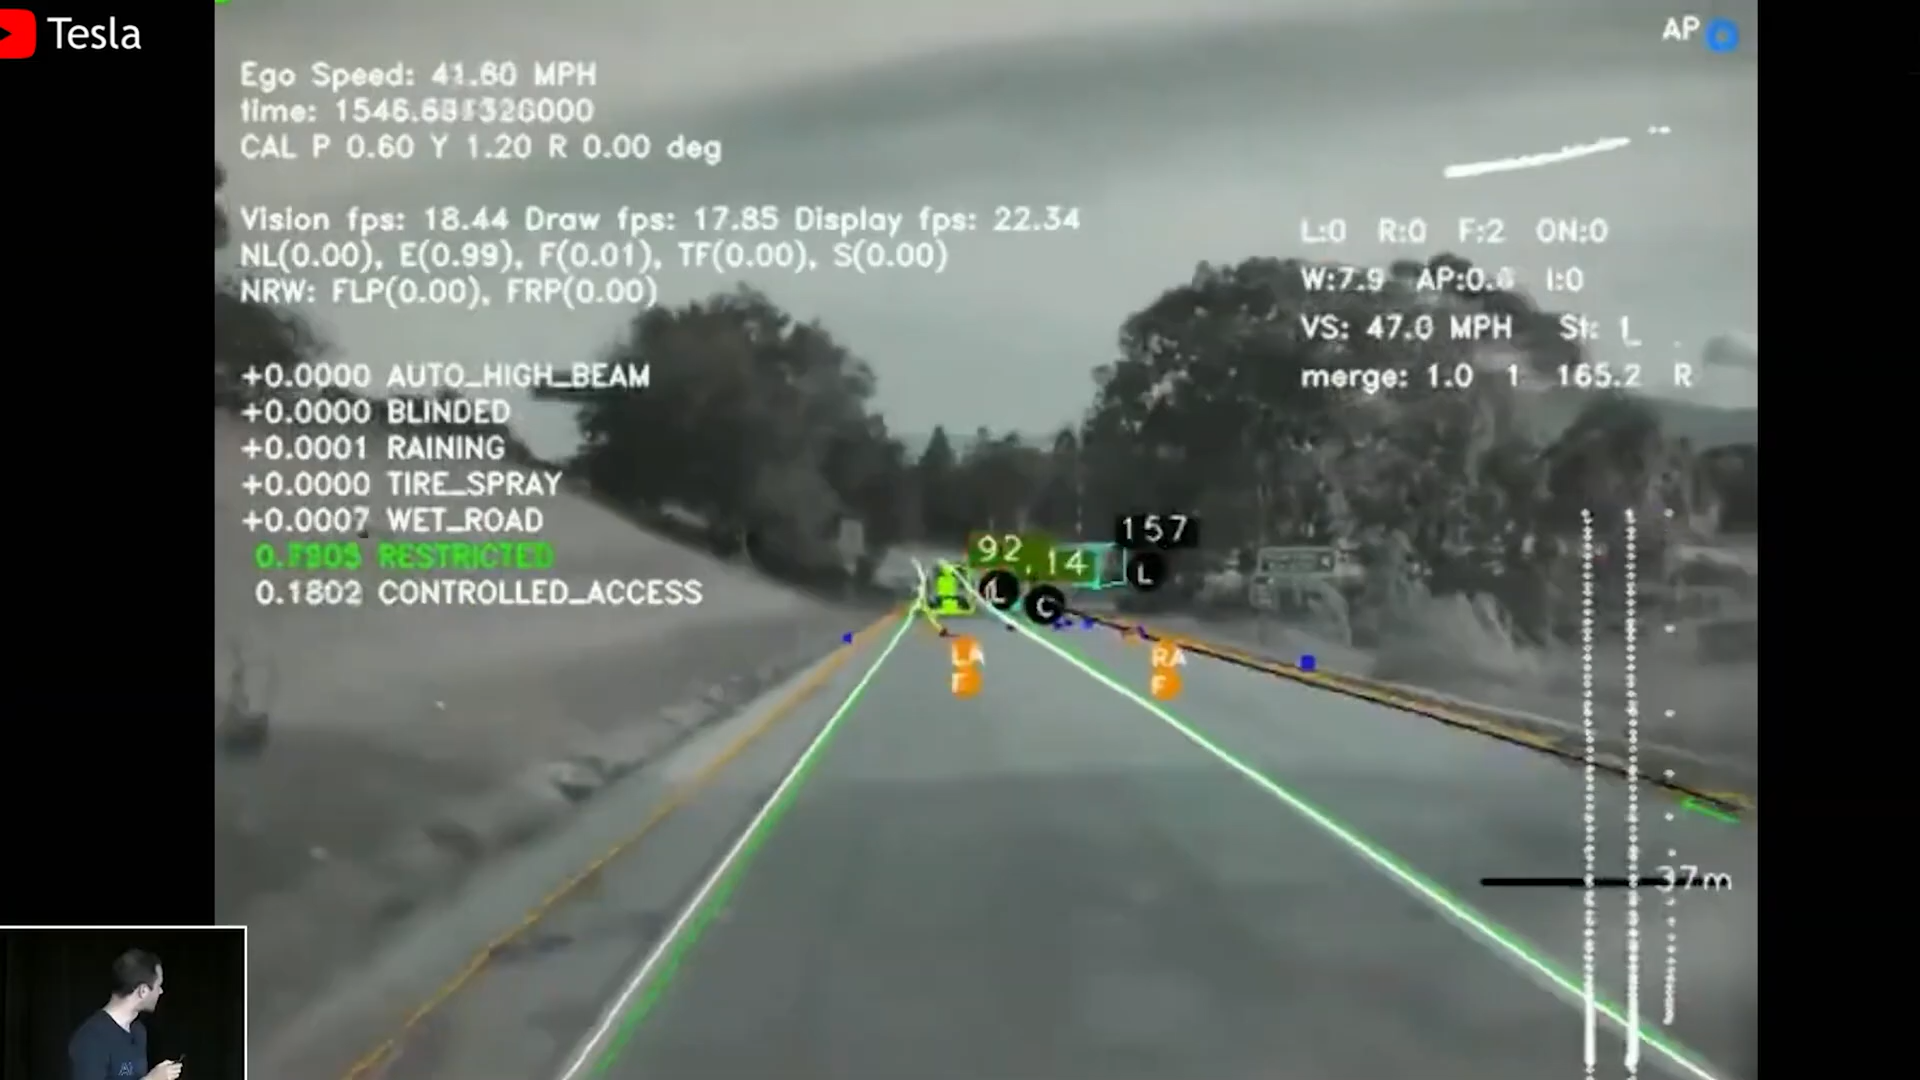 Tesla
AP
Ego Speed: 41.60 MPH
CAL P 0.60 Y 1.20 R 0.00 deg
Vision fps: 18.44 Draw fps: 17.85 Display fps: 22.34
NL(0.00), E(0.99), F(0.01), TF(0.00), S(0.00)
NRW: FLP(0.00), FRP(0.00)
L:0 R:0 F:2 ON:0
W:7.9 I:0
VS: 47.0 MPH St: L
merge: 1.0 1 165.2 R
+0.0000 AUTO_HIGH_BEAM
+0.0000 BLINDED
+0.0001 RAINING
+0.0000 TIRE_SPRAY
+0.0007 WET_ROAD
RESTRICTED
0.1802 CONTROLLED_ACCESS
157
92, 14
L
L
C
LA
F
RA
F
37m